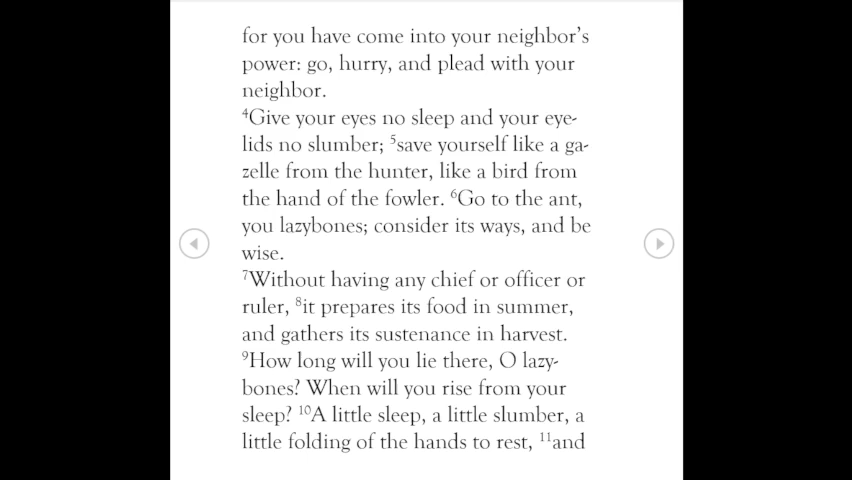 for you have come into your neighbor’s
power: go, hurry, and plead with your
neighbor.
⁴Give your eyes no sleep and your eye-
lids no slumber; ⁵save yourself like a ga-
zelle from the hunter, like a bird from
the hand of the fowler. ⁶Go to the ant,
you lazybones; consider its ways, and be
wise.
⁷Without having any chief or officer or
ruler, ⁸it prepares its food in summer,
and gathers its sustenance in harvest.
⁹How long will you lie there, O lazy-
bones? When will you rise from your
sleep? ¹⁰A little sleep, a little slumber, a
little folding of the hands to rest, ¹¹and